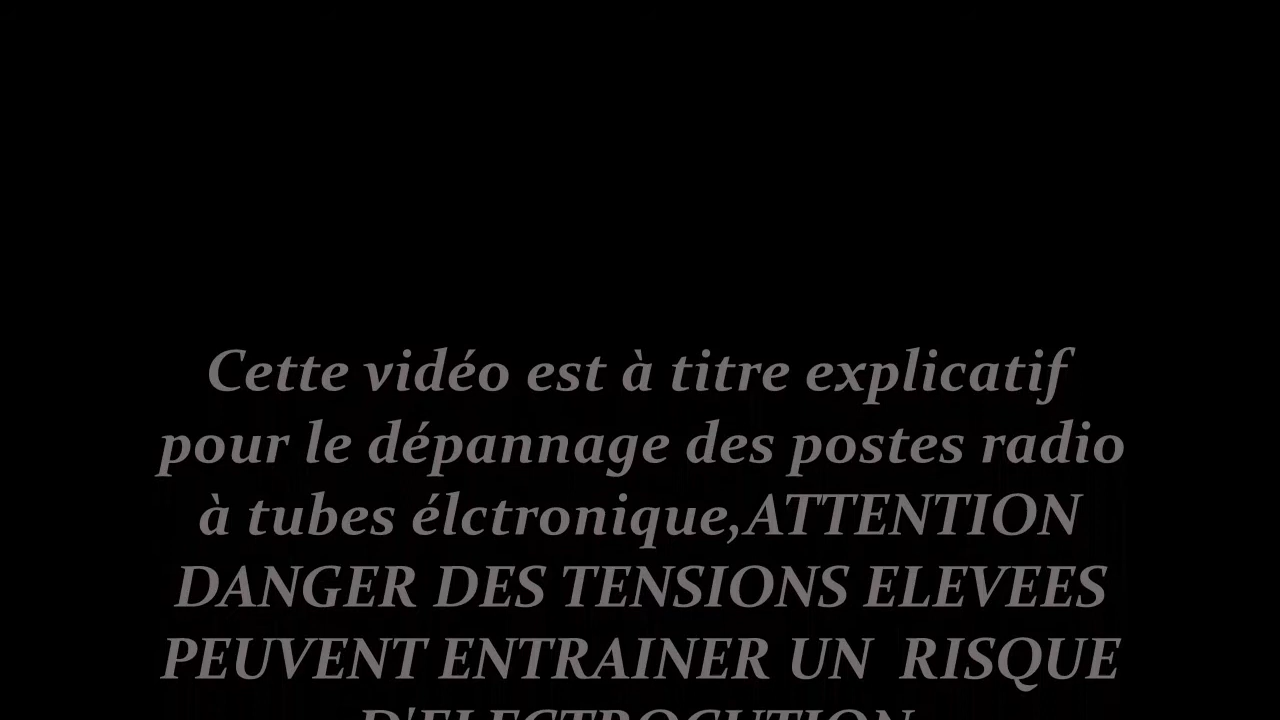 Cette vidéo est à titre explicatif
pour le dépannage des postes radio
à tubes élctronique,ATTENTION
DANGER DES TENSIONS ELEVEES
PEUVENT ENTRAINER UN  RISQUE
D'ELECTROCUTION